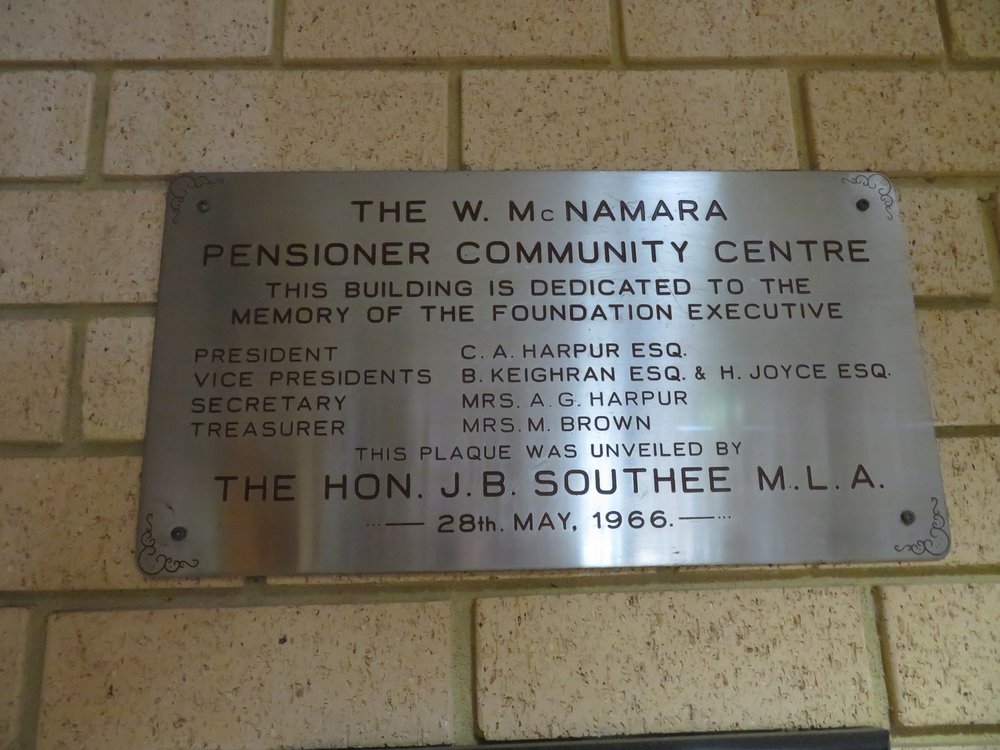 THE W. McNAMARA
PENSIONER COMMUNITY CENTRE
THIS BUILDING IS DEDICATED TO THE
MEMORY OF THE FOUNDATION EXECUTIVE
PRESIDENT C. A. HARPUR ESQ.
VICE PRESIDENTS B. KEIGHRAN ESQ. & H. JOYCE ESQ.
SECRETARY MRS. A. G. HARPUR
TREASURER MRS. M. BROWN
THIS PLAQUE WAS UNVEILED BY
THE HON. J. B. SOUTHEE M.L.A.
28th. MAY, 1966.